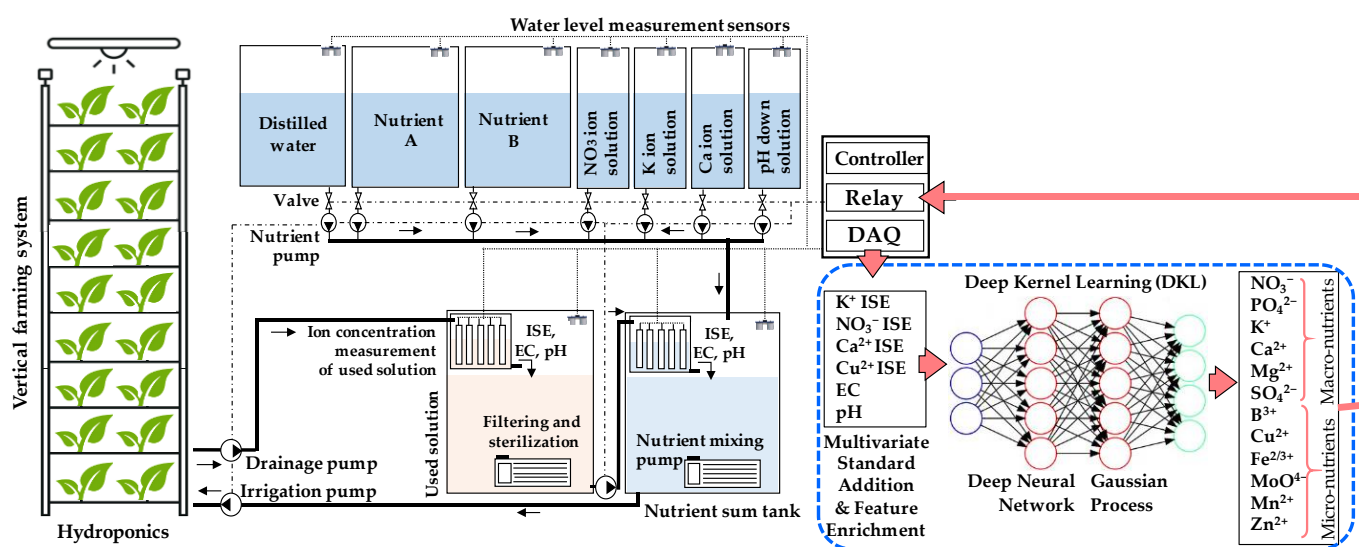 Water level measurement sensors
Vertical farming system
Distilled
water
Nutrient
A
Nutrient
B
NO3 ion
solution
K ion
solution
Ca ion
solution
pH down
solution
Controller
Relay
DAQ
Valve
Nutrient
pump
Ion concentration
measurement
of used solution
ISE,
EC, pH
ISE,
EC, pH
Used solution
Filtering and
sterilization
Nutrient mixing
pump
Drainage pump
Irrigation pump
Nutrient sum tank
Hydroponics
Deep Kernel Learning (DKL)
K⁺ ISE
NO₃⁻ ISE
Ca²⁺ ISE
Cu²⁺ ISE
EC
pH
Multivariate
Standard
Addition
& Feature
Enrichment
Deep Neural
Network
Gaussian
Process
NO₃⁻
PO₄²⁻
K⁺
Ca²⁺
Mg²⁺
SO₄²⁻
B³⁺
Cu²⁺
Fe²ᐟ³⁺
MoO⁴⁻
Mn²⁺
Zn²⁺
Macro-nutrients
Micro-nutrients